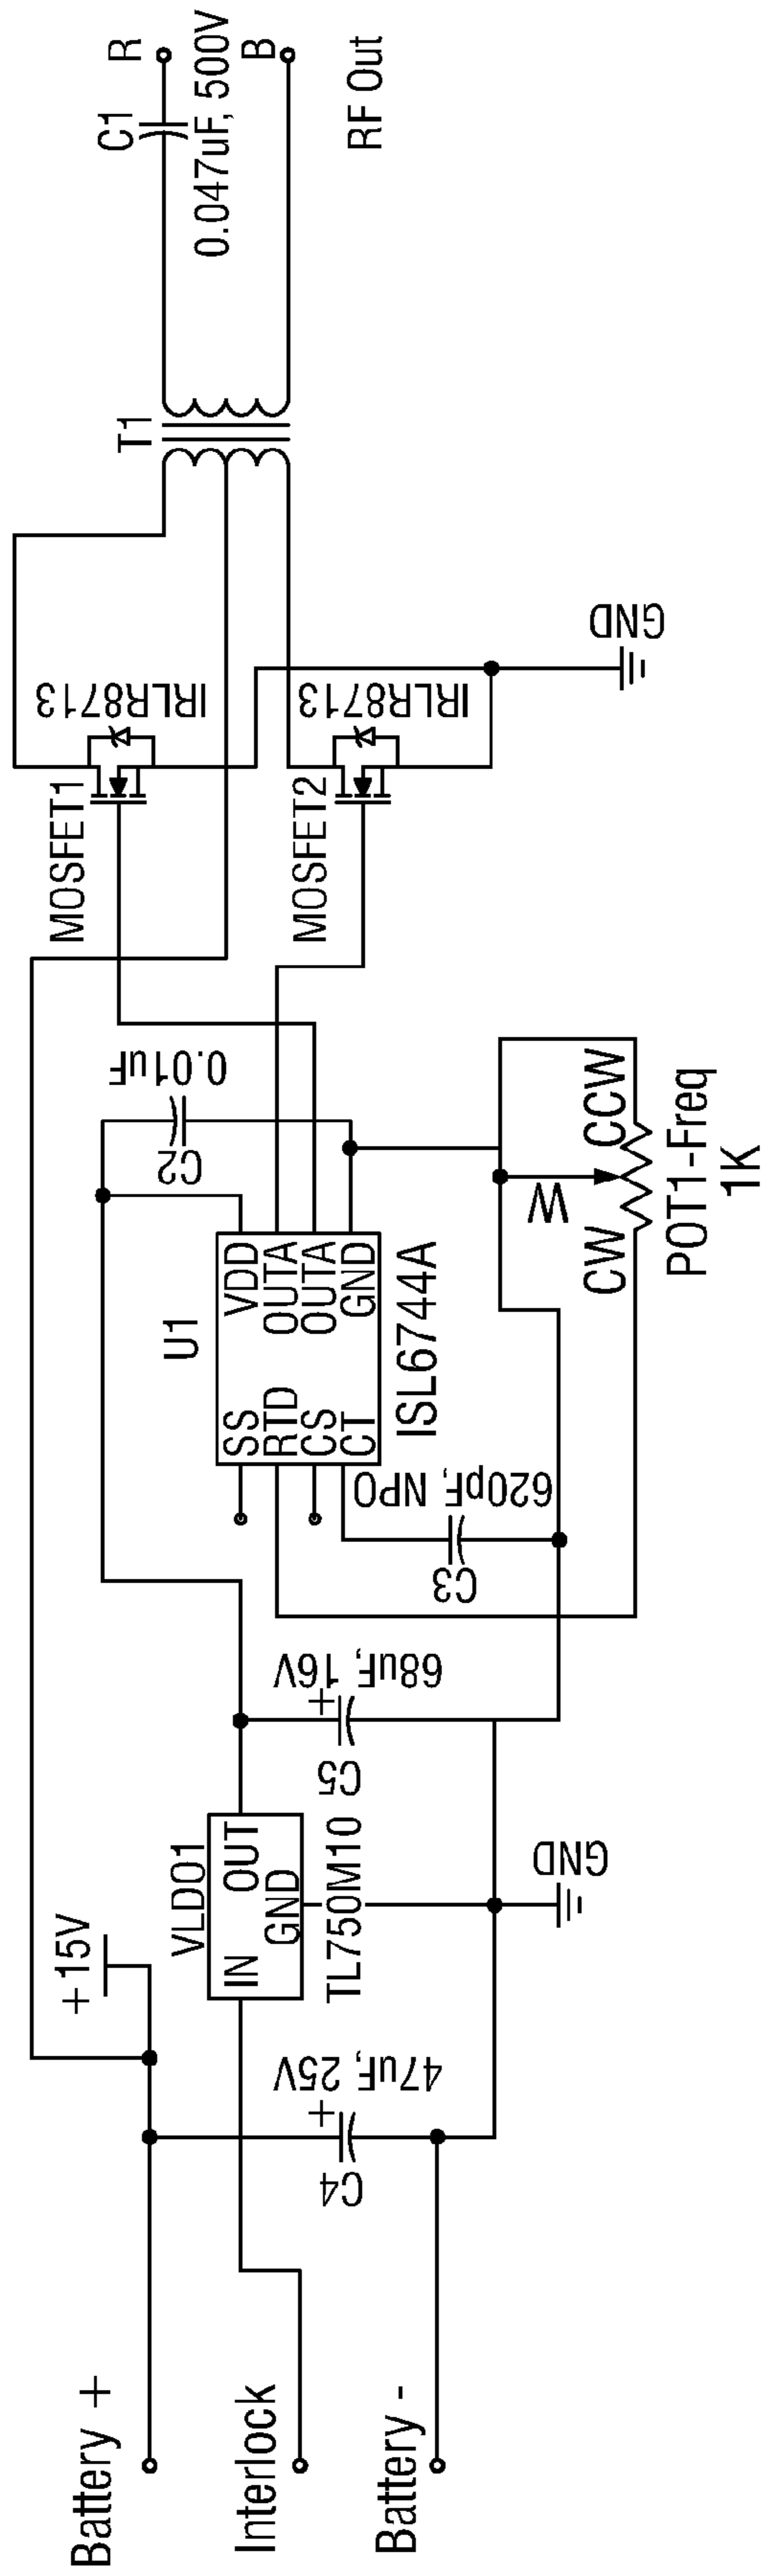 Battery +
Interlock
Battery -
+15V
C4
+
47uF, 25V
VLDO1
IN
OUT
GND
TL750M10
GND
C5
+
68uF, 16V
C3
620pF, NPO
U1
SS
RTD
CS
CT
VDD
OUTA
OUTA
GND
ISL6744A
C2
0.01uF
W
CW
CCW
POT1-Freq
1K
MOSFET1
IRLR8713
MOSFET2
IRLR8713
GND
T1
C1
0.047uF, 500V
R
B
RF Out